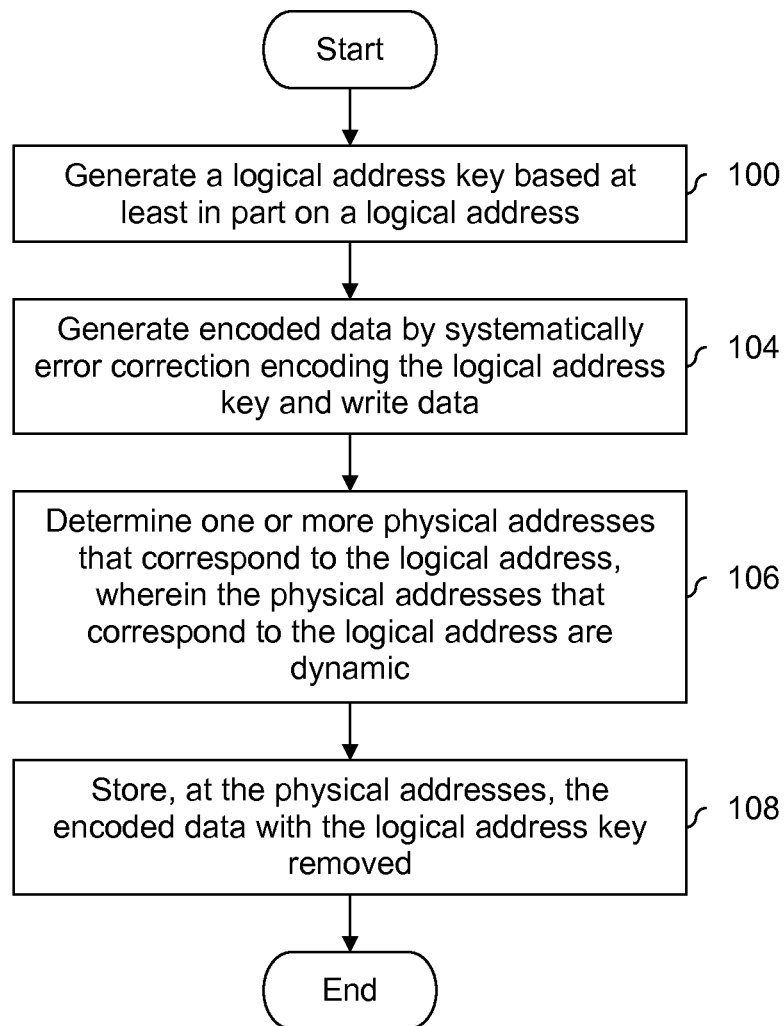 Start
Generate a logical address key based at
least in part on a logical address
100
Generate encoded data by systematically
error correction encoding the logical address
key and write data
104
Determine one or more physical addresses
that correspond to the logical address,
wherein the physical addresses that
correspond to the logical address are
dynamic
106
Store, at the physical addresses, the
encoded data with the logical address key
removed
108
End